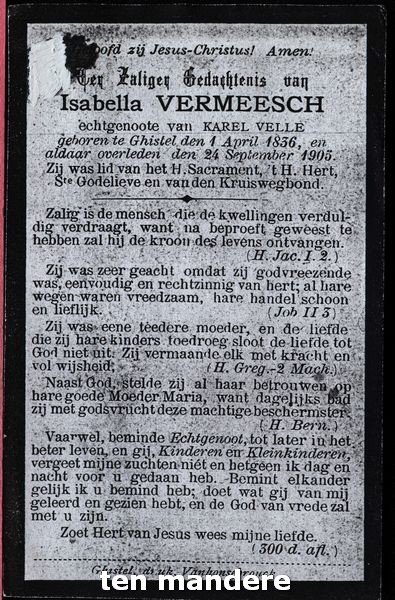 zij Jesus-Christus! Amen!
Ter Zaliger Gedachtenis van
Isabella VERMEESCH
echtgenoote van KAREL VELLE
geboren te Ghistel den 1 April 1836, en
aldaar overleden den 24 September 1905.
Zij was lid van het H. Sacrament, 't H. Hert,
Ste Godelieve en van den Kruiswegbond.
Zalig is de mensch die de kwellingen verdul-
dig verdraagt, want na beproeft geweest te
hebben zal hij de kroon des levens ontvangen.
(H. Jac. I. 2.)
Zij was zeer geacht omdat zij godvreezende
was, eenvoudig en rechtzinnig van hert; al hare
wegen waren vreedzaam, hare handel schoon
en lieflijk. (Job II 3)
Zij was eene teedere moeder, en de liefde
die zij hare kinders toedroeg sloot de liefde tot
God niet uit. Zij vermaande elk met kracht en
vol wijsheid. (H. Greg.-2 Mach.)
Naast God, stelde zij al haar betrouwen op
hare goede Moeder Maria, want dagelijks bad
zij met godsvrucht deze machtige beschermster.
(H. Bern.)
Vaarwel, beminde Echtgenoot, tot later in het
beter leven, en gij, Kinderen en Kleinkinderen,
vergeet mijne zuchten niét en hetgeen ik dag en
nacht voor u gedaan heb. Bemint elkander
gelijk ik u bemind heb; doet wat gij van mij
geleerd en gezien hebt, en de God van vrede zal
met u zijn.
Zoet Hert van Jesus wees mijne liefde.
(300 d. afl.)
Ghistel, druk.
ten mandere